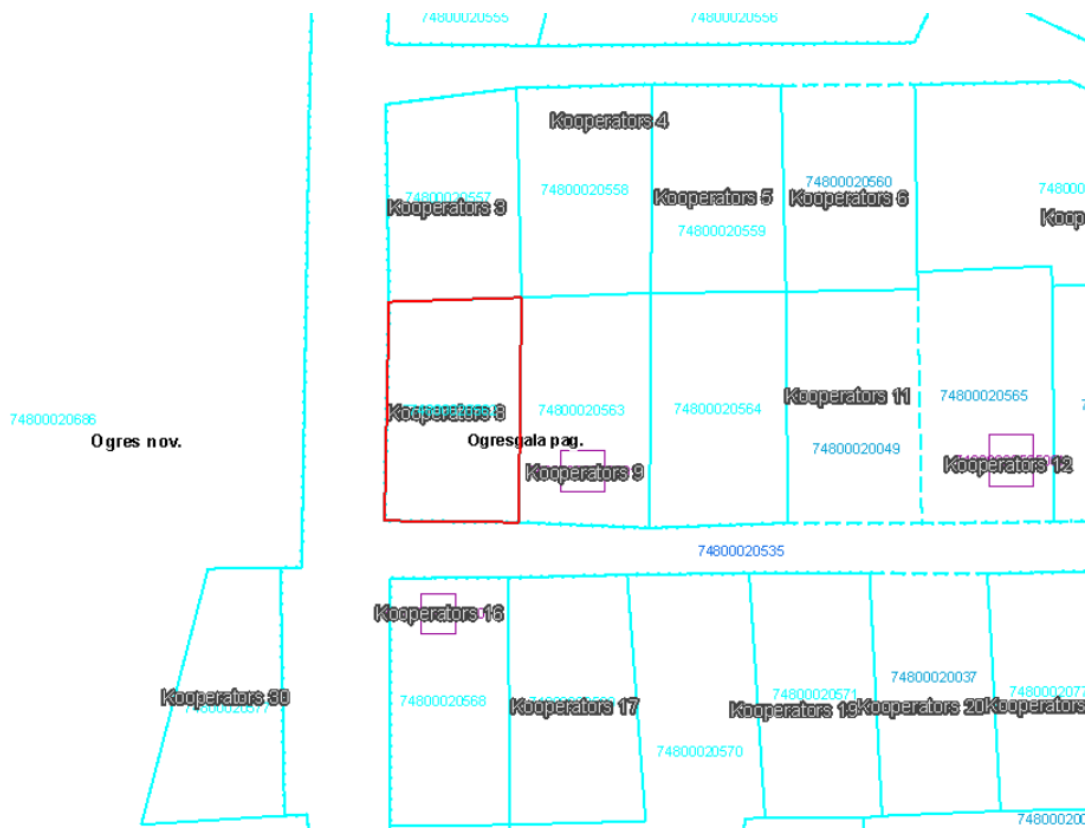 74800020555
74800020556
Kooperators 4
74800020557
74800020558
74800020560
Kooperators 3
Kooperators 5
Kooperators 6
74800020559
Kooperators 8
74800020563
74800020564
Kooperators 11
74800020565
74800020686
Ogres nov.
Ogresgala pag.
74800020049
Kooperators 9
Kooperators 12
74800020535
Kooperators 16
Kooperators 30
74800020577
74800020568
Kooperators 17
74800020571
74800020037
Kooperators 19
Kooperators 20
Kooperators
74800020570